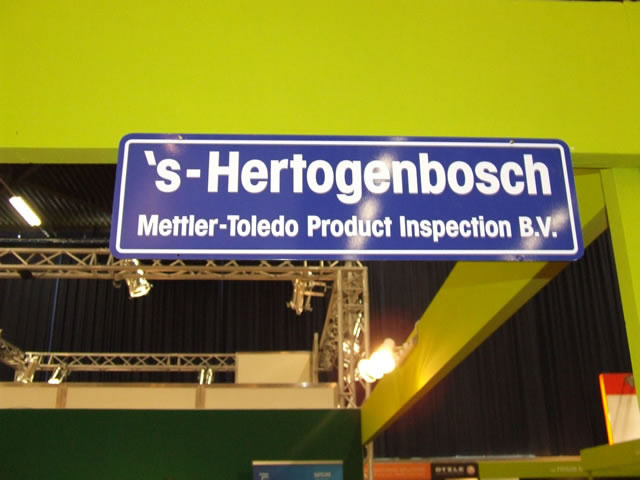 's-Hertogenbosch
Mettler-Toledo Product Inspection B.V.